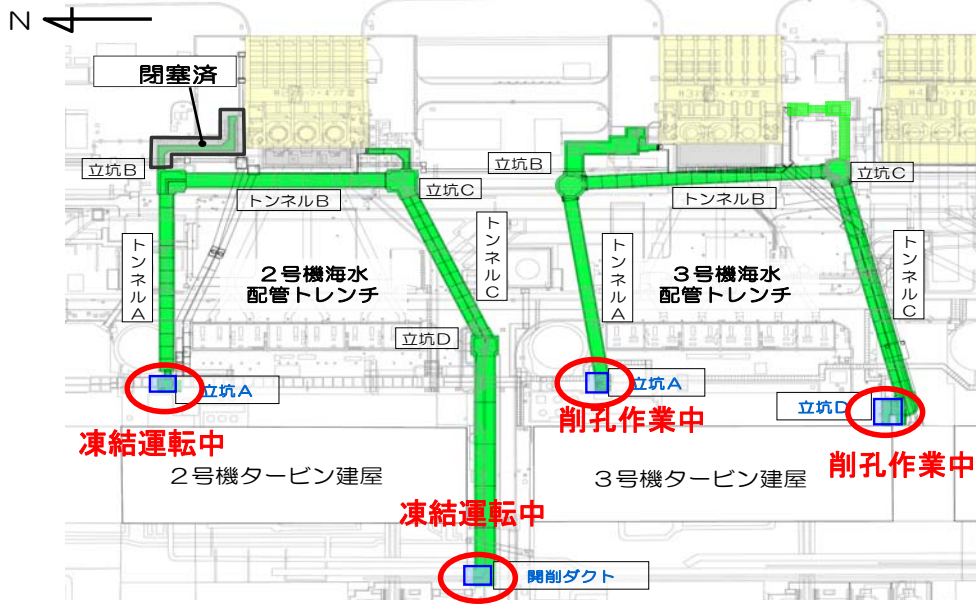 N
閉塞済
立坑B
トンネルB
立坑C
トンネルA
2号機海水
配管トレンチ
トンネルC
立坑D
立坑A
凍結運転中
2号機タービン建屋
凍結運転中
開削ダクト
立坑B
トンネルB
立坑C
トンネルA
3号機海水
配管トレンチ
トンネルC
立坑A
削孔作業中
立坑D
削孔作業中
3号機タービン建屋